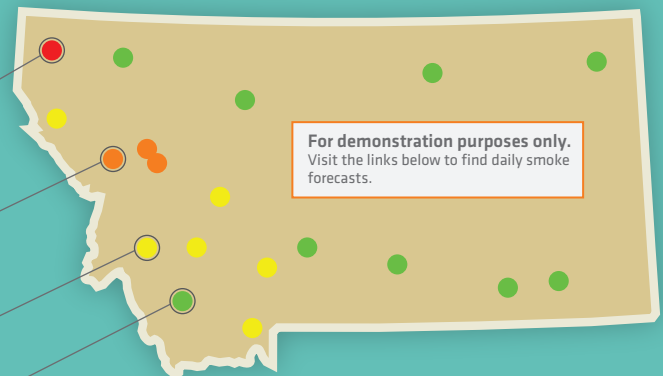 For demonstration purposes only.
Visit the links below to find daily smoke
forecasts.